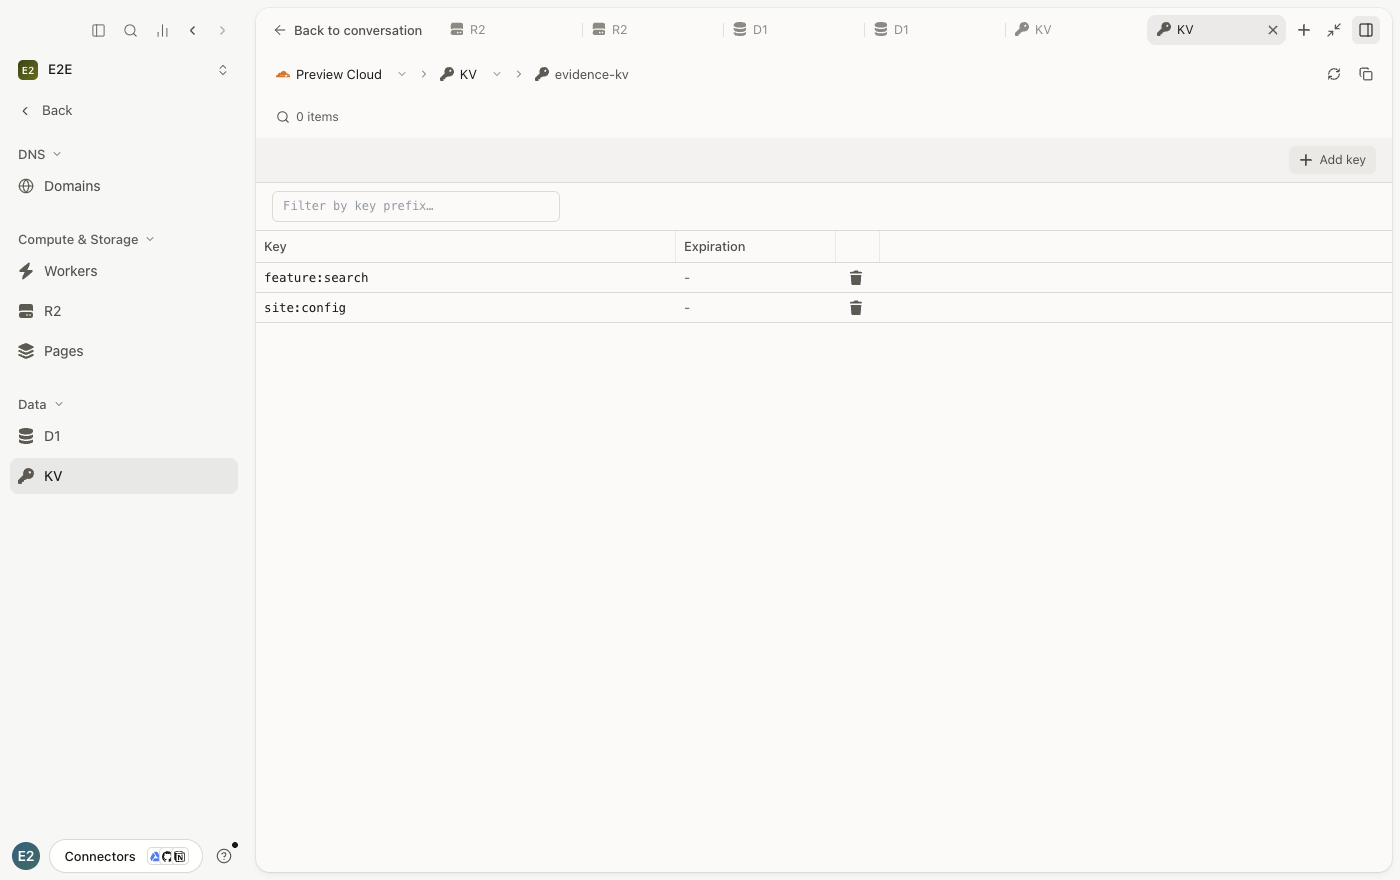 Back to conversation
R2
R2
D1
D1
KV
KV
E2
E2E
Preview Cloud
KV
evidence-kv
Back
0 items
DNS
Add key
Domains
Filter by key prefix…
Compute & Storage
Key
Expiration
Workers
feature:search
-
R2
site:config
-
Pages
Data
D1
KV
E2
Connectors